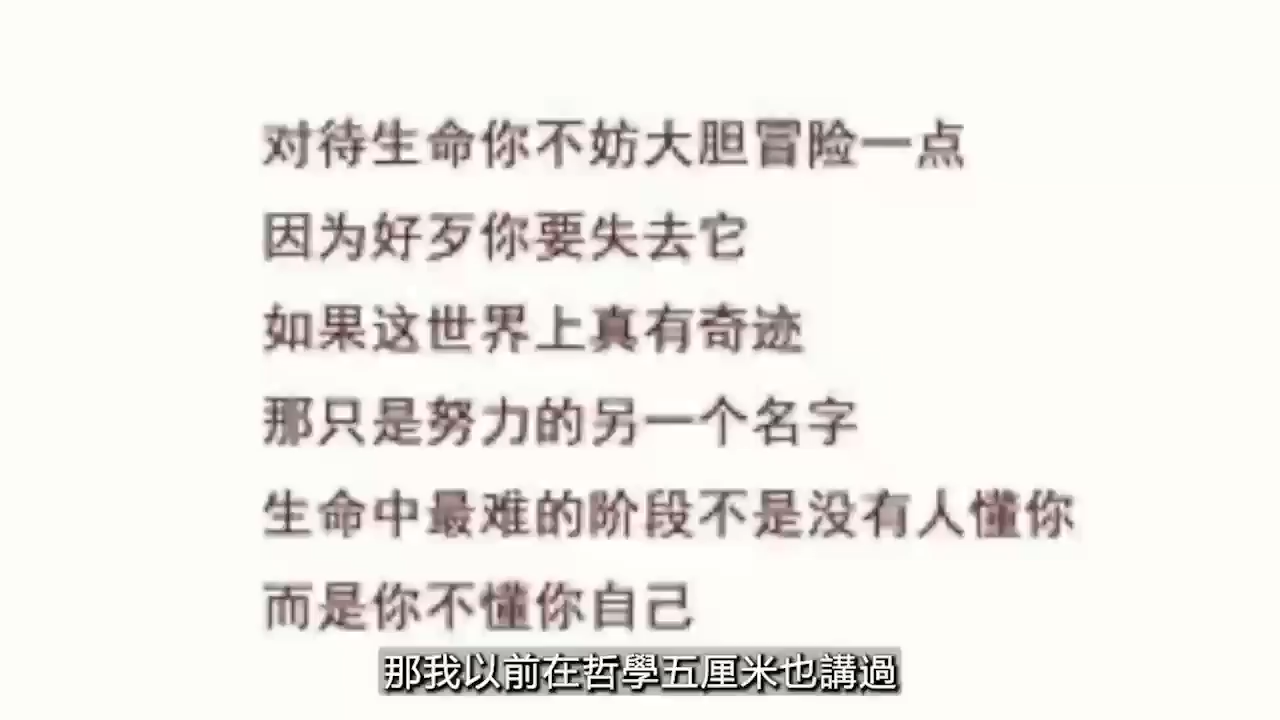 对待生命你不妨大胆冒险一点
因为好歹你要失去它
如果这世界上真有奇迹
那只是努力的另一个名字
生命中最难的阶段不是没有人懂你
而是你不懂你自己
那我以前在哲學五厘米也講過